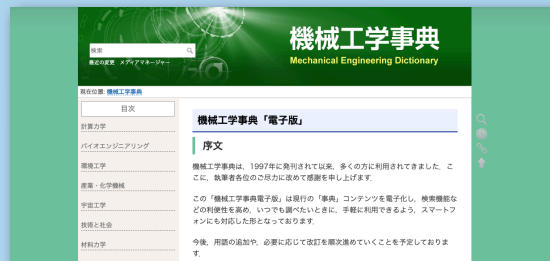 機械工学事典
Mechanical Engineering Dictionary
検索
最近の変更 メディアマネージャー
現在位置: 機械工学事典
目次
計算力学
バイオエンジニアリング
環境工学
産業・化学機械
宇宙工学
技術と社会
材料力学
機械工学事典「電子版」
序文
機械工学事典は、1997年に発刊されて以来、多くの方に利用されてきました。こ
こに、執筆者各位のご尽力に改めて感謝を申し上げます.
この「機械工学事典電子版」は現行の「事典」コンテンツを電子化し、検索機能な
どの利便性を高め、いつでも調べたいときに、手軽に利用できるよう、スマートフ
ォンにも対応した形となっております.
今後、用語の追加や、必要に応じて改訂を順次進めていくことを予定しておりま
す.